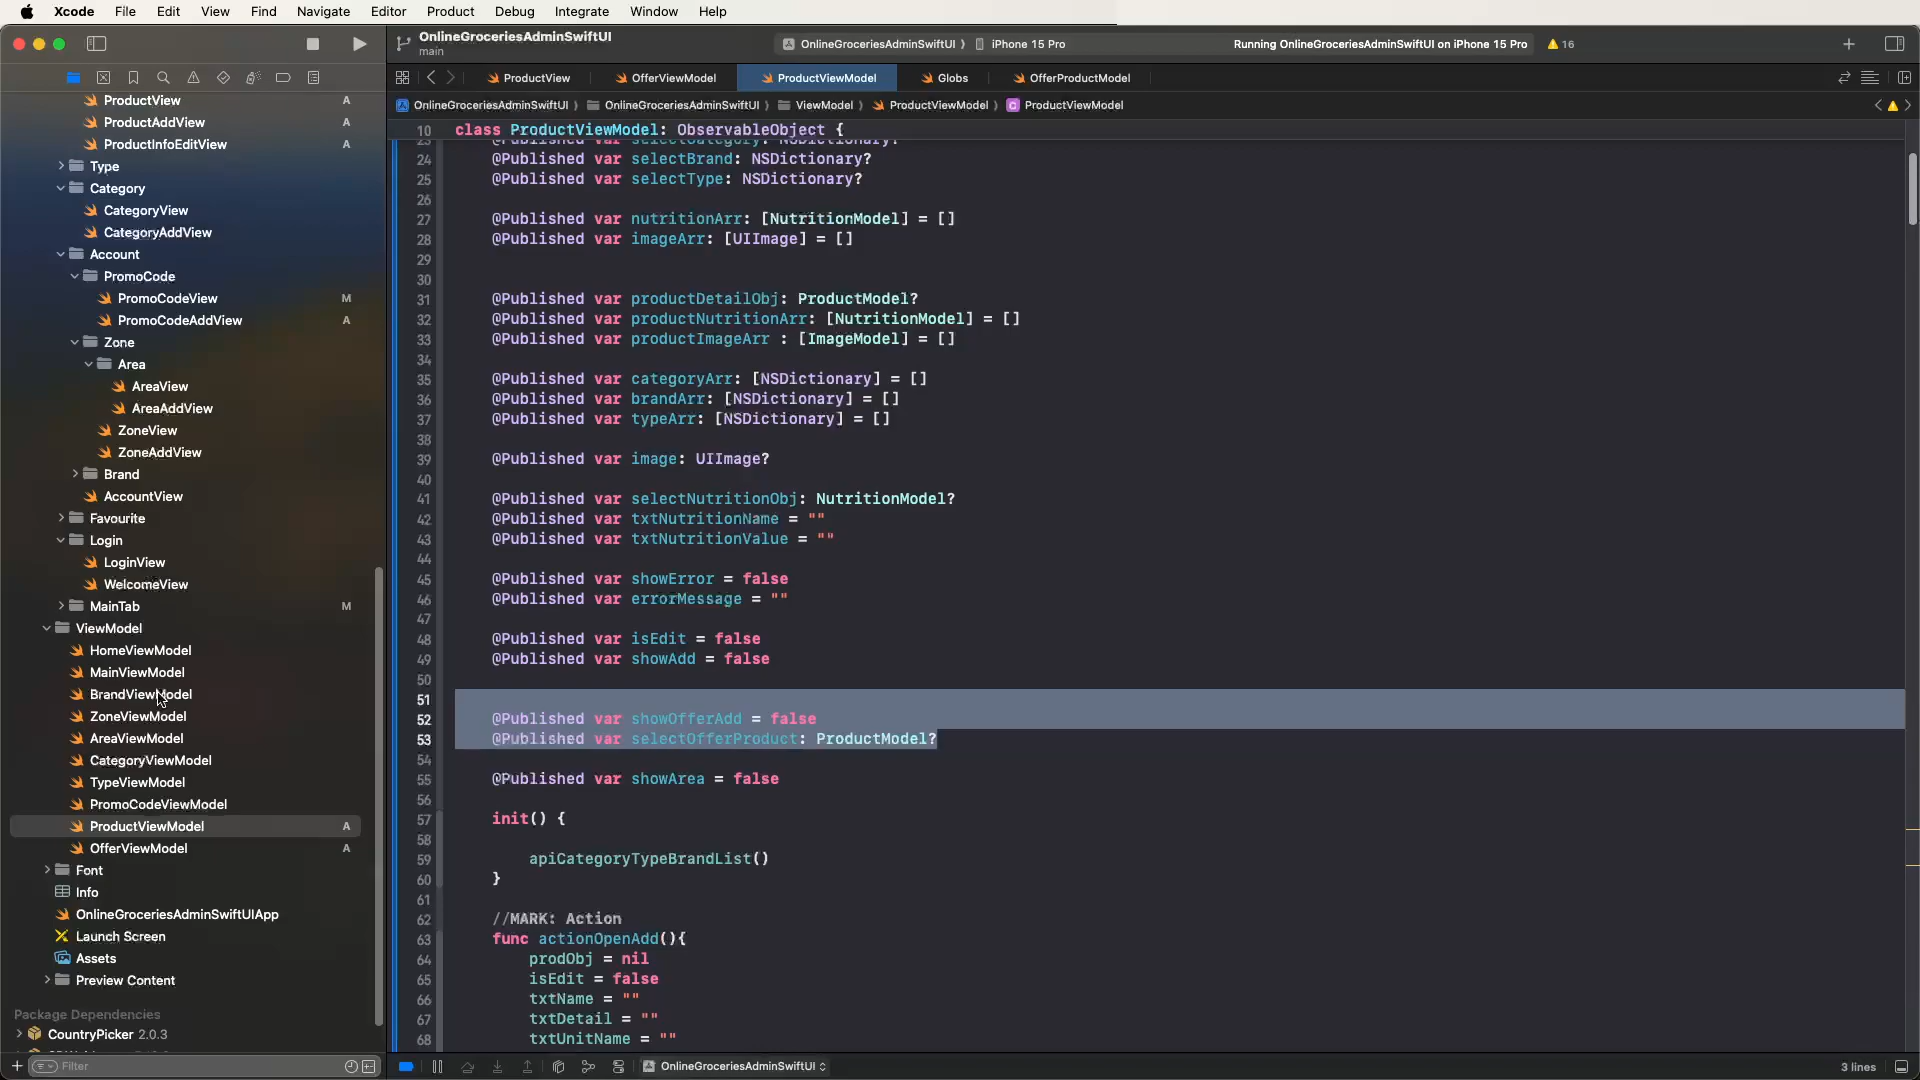 Xcode File Edit View Find Navigate Editor Product Debug Integrate Window Help
OnlineGroceriesAdminSwiftUI
main
OnlineGroceriesAdminSwiftUI iPhone 15 Pro
Running OnlineGroceriesAdminSwiftUI on iPhone 15 Pro 16
ProductView OfferViewModel ProductViewModel Globs OfferProductModel
OnlineGroceriesAdminSwiftUI OnlineGroceriesAdminSwiftUI ViewModel ProductViewModel ProductViewModel
ProductView A
ProductAddView A
ProductInfoEditView A
Type
Category
CategoryView
CategoryAddView
Account
PromoCode
PromoCodeView M
PromoCodeAddView A
Zone
Area
AreaView
AreaAddView
ZoneView
ZoneAddView
Brand
AccountView
Favourite
Login
LoginView
WelcomeView
MainTab M
ViewModel
HomeViewModel
MainViewModel
BrandViewModel
ZoneViewModel
AreaViewModel
CategoryViewModel
TypeViewModel
PromoCodeViewModel
ProductViewModel A
OfferViewModel A
Font
Info
OnlineGroceriesAdminSwiftUIApp
Launch Screen
Assets
Preview Content
Package Dependencies
CountryPicker 2.0.3
Filter
10 class ProductViewModel: ObservableObject {
23 @Published var selectCategory: NSDictionary?
24 @Published var selectBrand: NSDictionary?
25 @Published var selectType: NSDictionary?
26
27 @Published var nutritionArr: [NutritionModel] = []
28 @Published var imageArr: [UIImage] = []
29
30
31 @Published var productDetailObj: ProductModel?
32 @Published var productNutritionArr: [NutritionModel] = []
33 @Published var productImageArr : [ImageModel] = []
34
35 @Published var categoryArr: [NSDictionary] = []
36 @Published var brandArr: [NSDictionary] = []
37 @Published var typeArr: [NSDictionary] = []
38
39 @Published var image: UIImage?
40
41 @Published var selectNutritionObj: NutritionModel?
42 @Published var txtNutritionName = ""
43 @Published var txtNutritionValue = ""
44
45 @Published var showError = false
46 @Published var errorMessage = ""
47
48 @Published var isEdit = false
49 @Published var showAdd = false
50
51
52 @Published var showOfferAdd = false
53 @Published var selectOfferProduct: ProductModel?
54
55 @Published var showArea = false
56
57 init() {
58
59 apiCategoryTypeBrandList()
60 }
61
62 //MARK: Action
63 func actionOpenAdd(){
64 prodObj = nil
65 isEdit = false
66 txtName = ""
67 txtDetail = ""
68 txtUnitName = ""
OnlineGroceriesAdminSwiftUI
3 lines